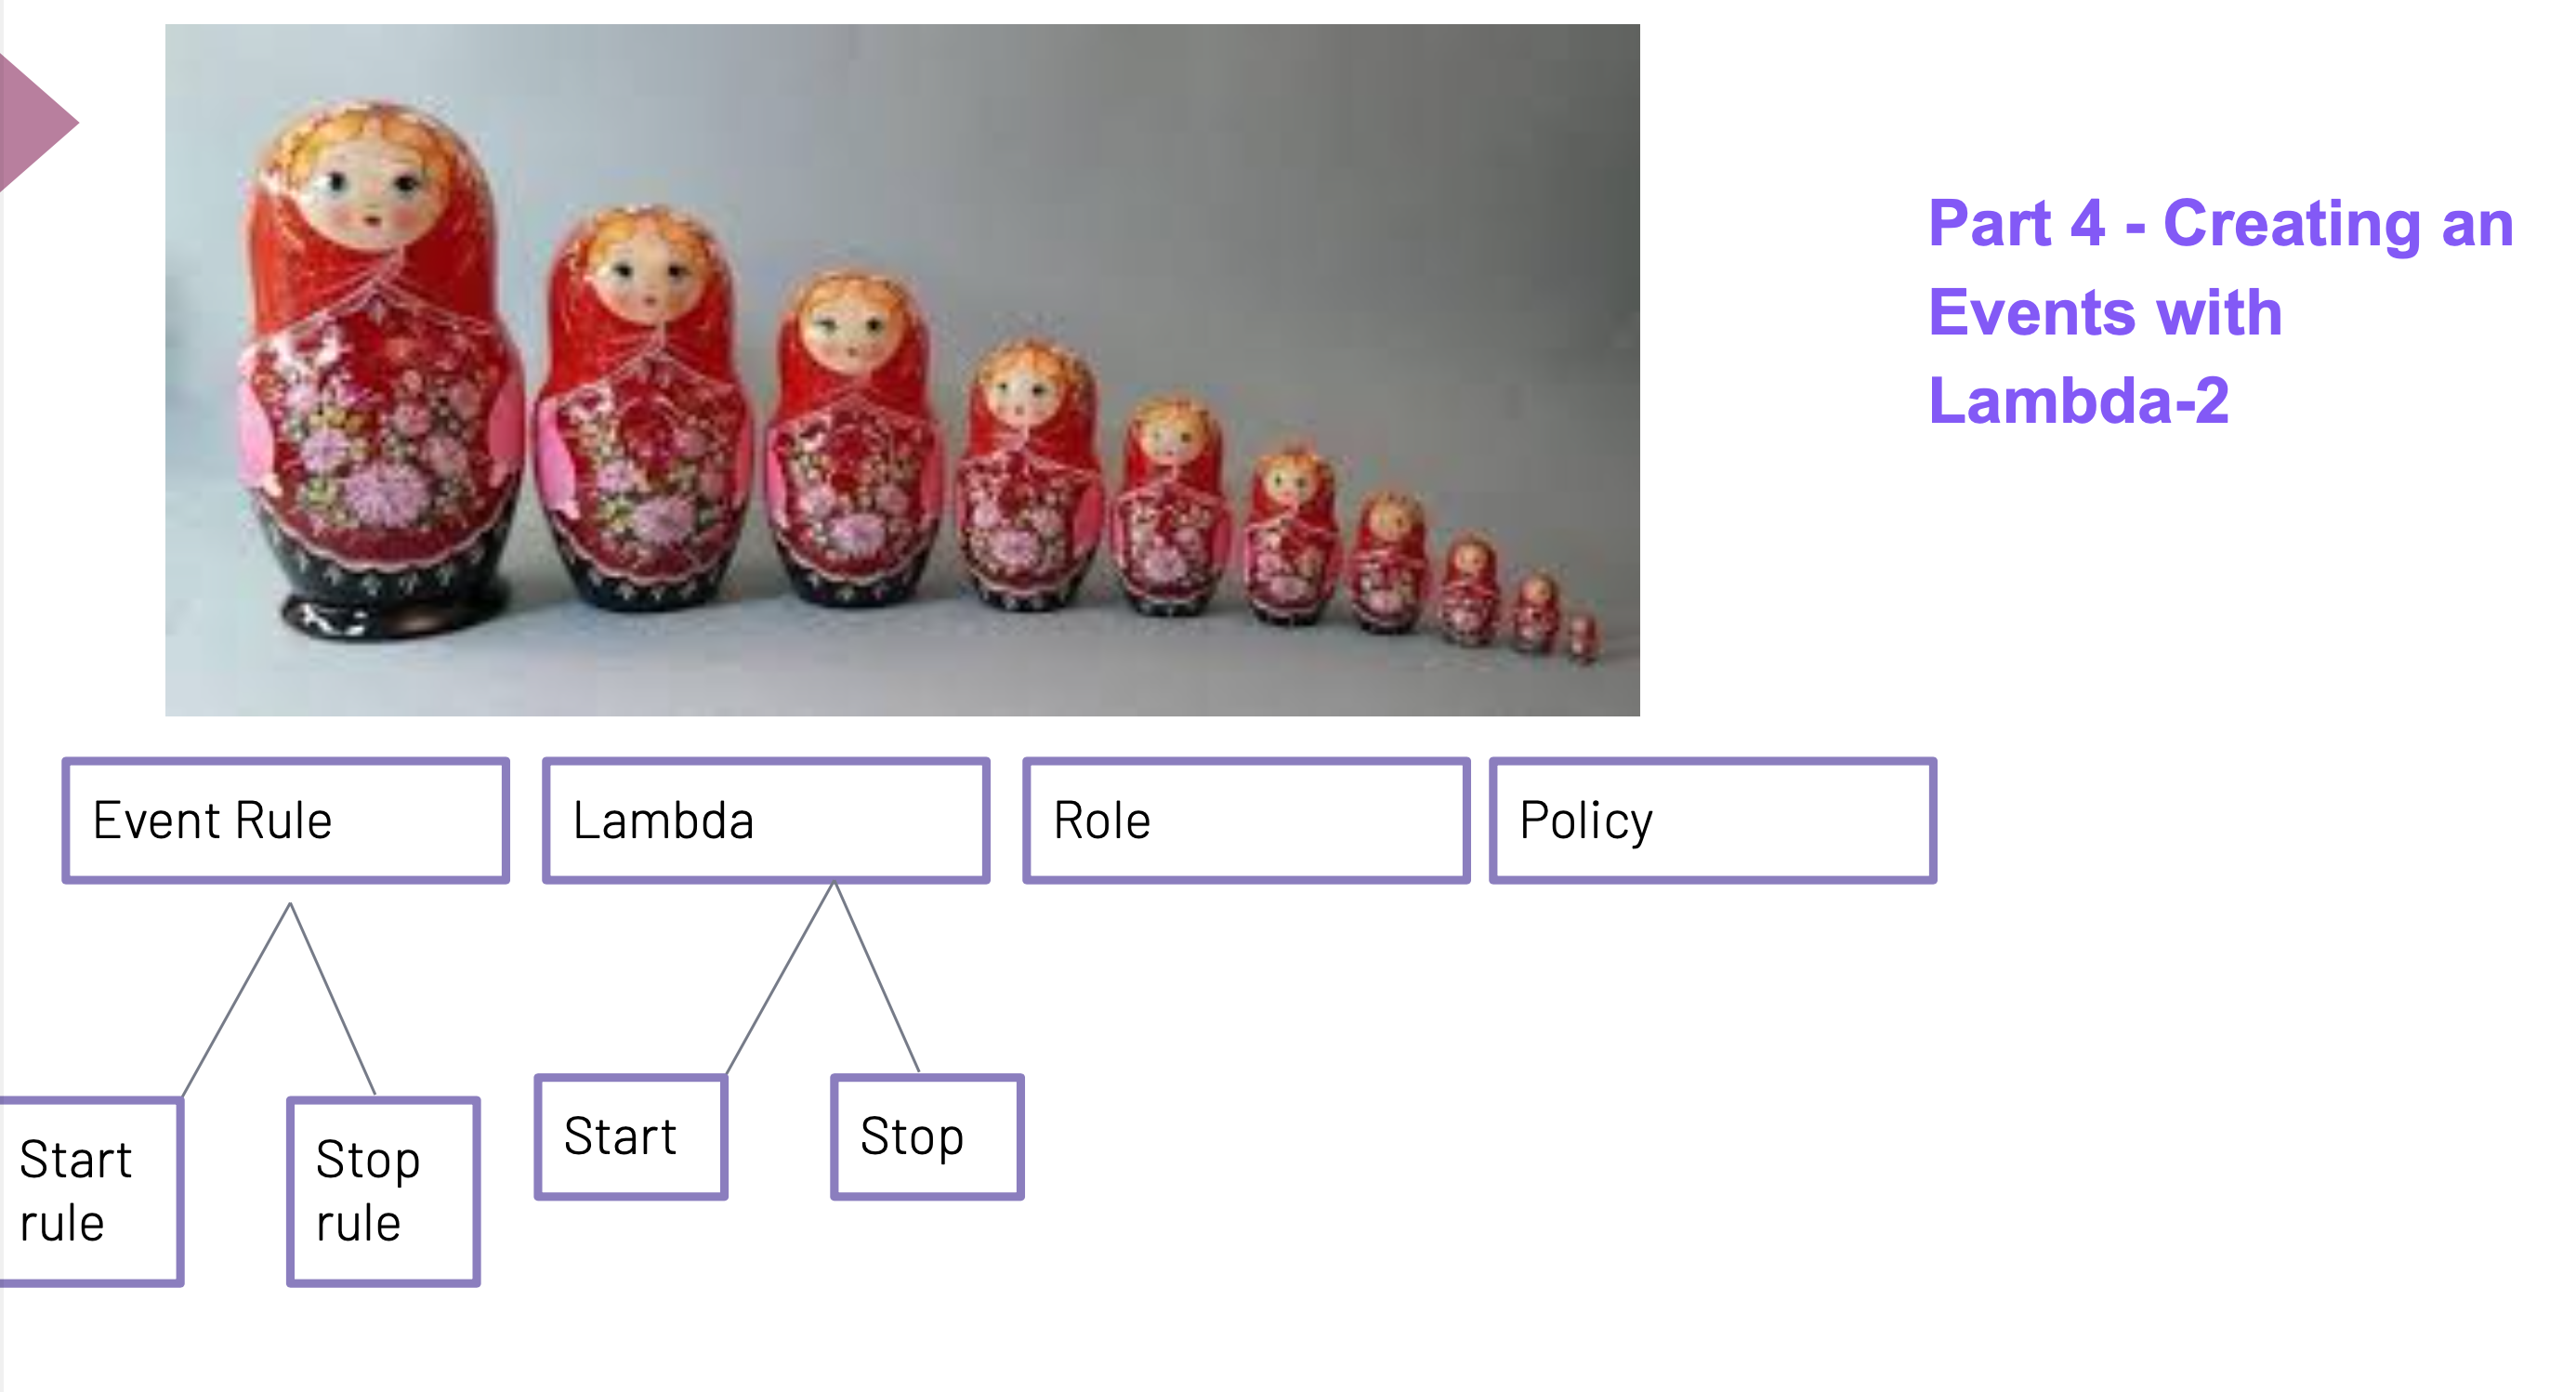 Part 4 - Creating an
Events with
Lambda-2
Event Rule
Lambda
Role
Policy
Start
rule
Stop
rule
Start
Stop